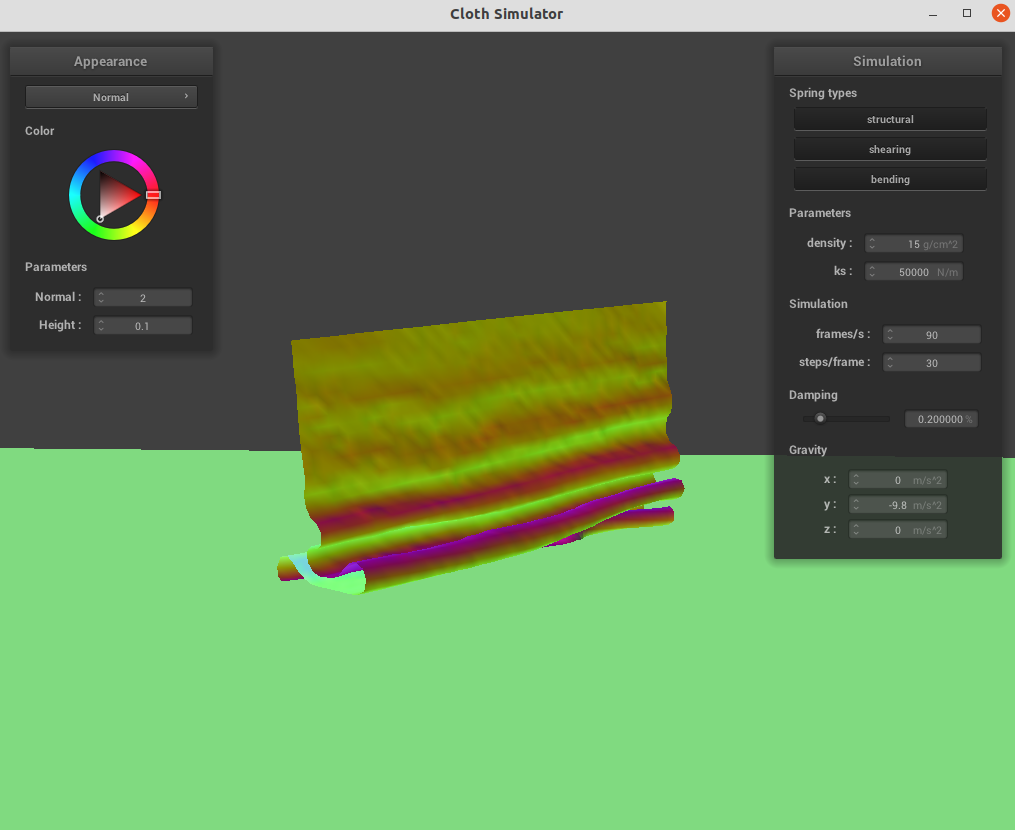 Cloth Simulator
Appearance
Normal
Color
Parameters
Normal : 2
Height : 0.1
Simulation
Spring types
structural
shearing
bending
Parameters
density : 15 g/cm^2
ks : 50000 N/m
Simulation
frames/s : 90
steps/frame : 30
Damping
0.200000 %
Gravity
x : 0 m/s^2
y : -9.8 m/s^2
z : 0 m/s^2